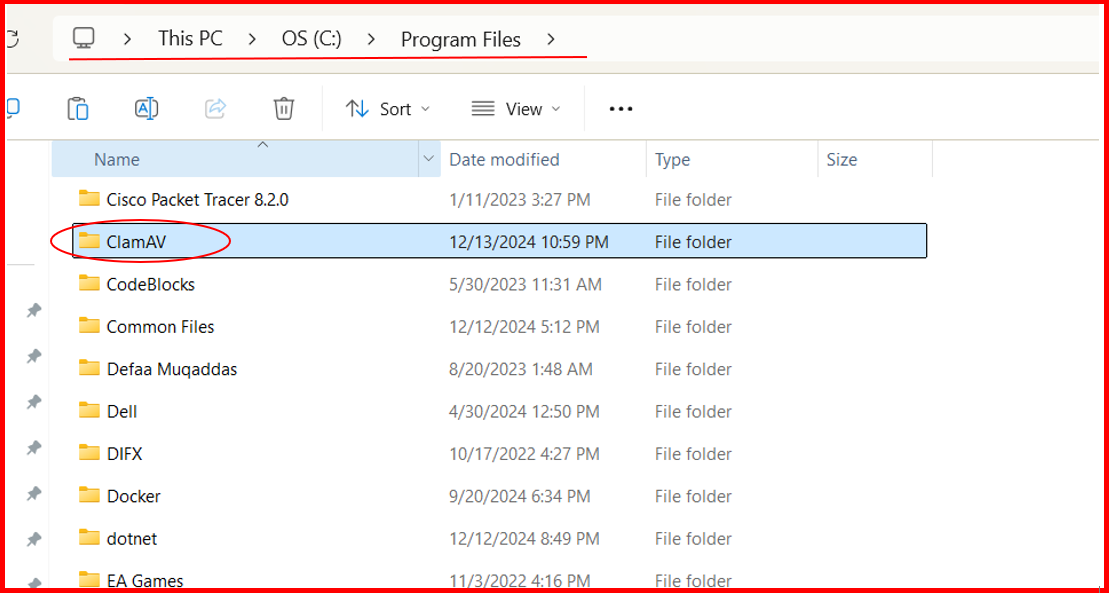 This PC > OS (C:) > Program Files >
Sort View
Name Date modified Type Size
Cisco Packet Tracer 8.2.0 1/11/2023 3:27 PM File folder
ClamAV 12/13/2024 10:59 PM File folder
CodeBlocks 5/30/2023 11:31 AM File folder
Common Files 12/12/2024 5:12 PM File folder
Defaa Muqaddas 8/20/2023 1:48 AM File folder
Dell 4/30/2024 12:50 PM File folder
DIFX 10/17/2022 4:27 PM File folder
Docker 9/20/2024 6:34 PM File folder
dotnet 12/12/2024 8:49 PM File folder
EA Games 11/3/2022 4:16 PM File folder